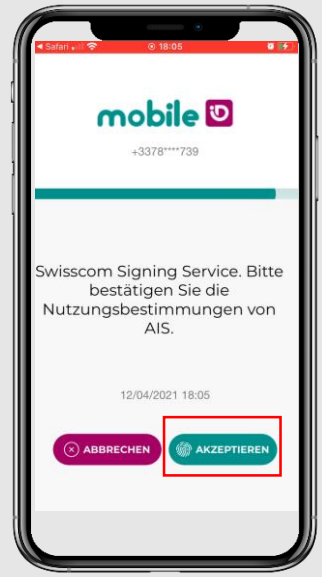 ◀ Safari 18:05
mobile iD
+3378****739
Swisscom Signing Service. Bitte
bestätigen Sie die
Nutzungsbestimmungen von
AIS.
12/04/2021 18:05
ABBRECHEN AKZEPTIEREN